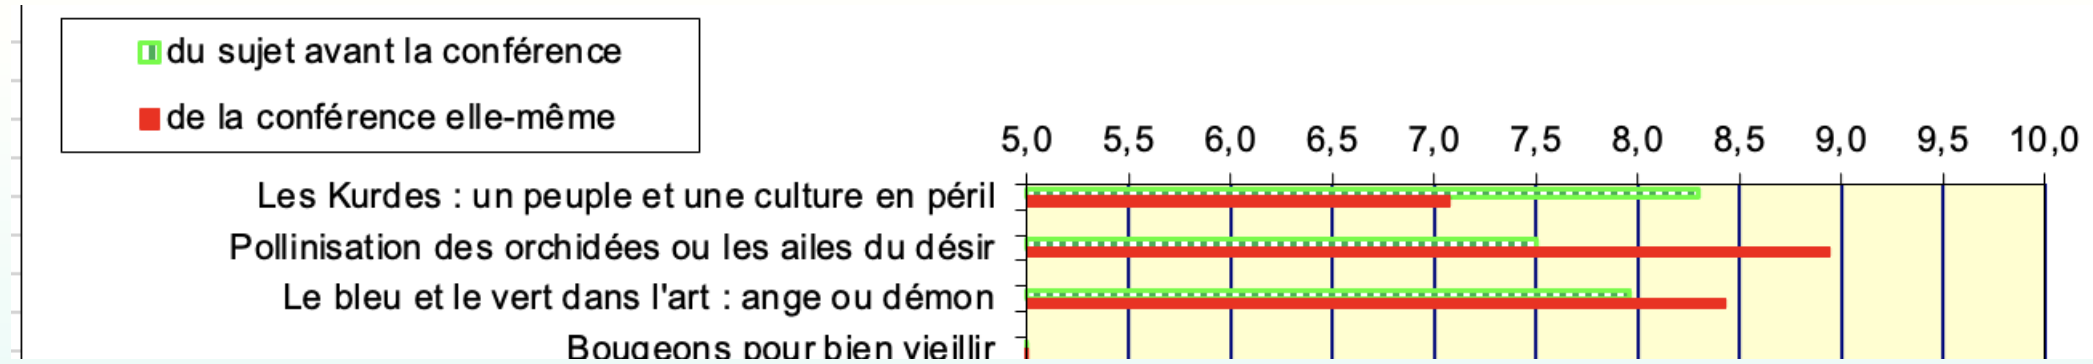 du sujet avant la conférence
de la conférence elle-même
5,0 5,5 6,0 6,5 7,0 7,5 8,0 8,5 9,0 9,5 10,0
Les Kurdes : un peuple et une culture en péril
Pollinisation des orchidées ou les ailes du désir
Le bleu et le vert dans l'art : ange ou démon
Bougeons pour bien vieillir